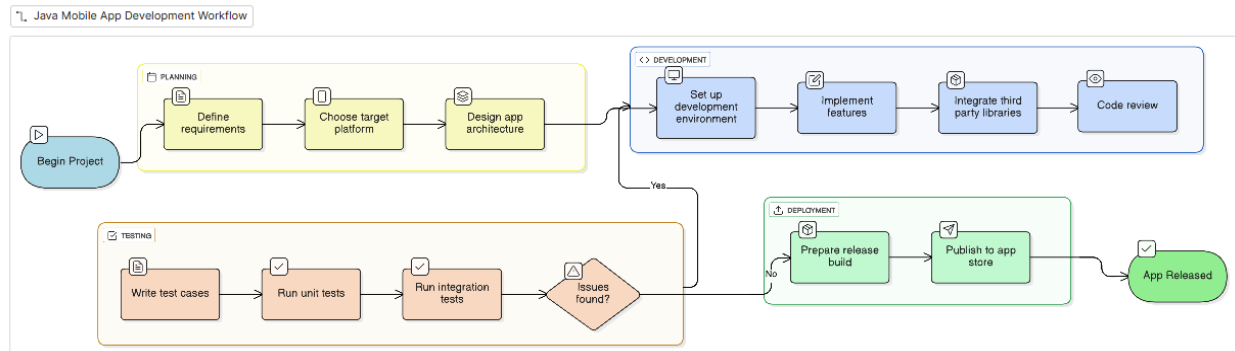 Java Mobile App Development Workflow
PLANNING
Define
requirements
Choose target
platform
Design app
architecture
DEVELOPMENT
Set up
development
environment
Implement
features
Integrate third
party libraries
Code review
Begin Project
Yes
TESTING
Write test cases
Run unit tests
Run integration
tests
Issues
found?
No
DEPLOYMENT
Prepare release
build
Publish to app
store
App Released